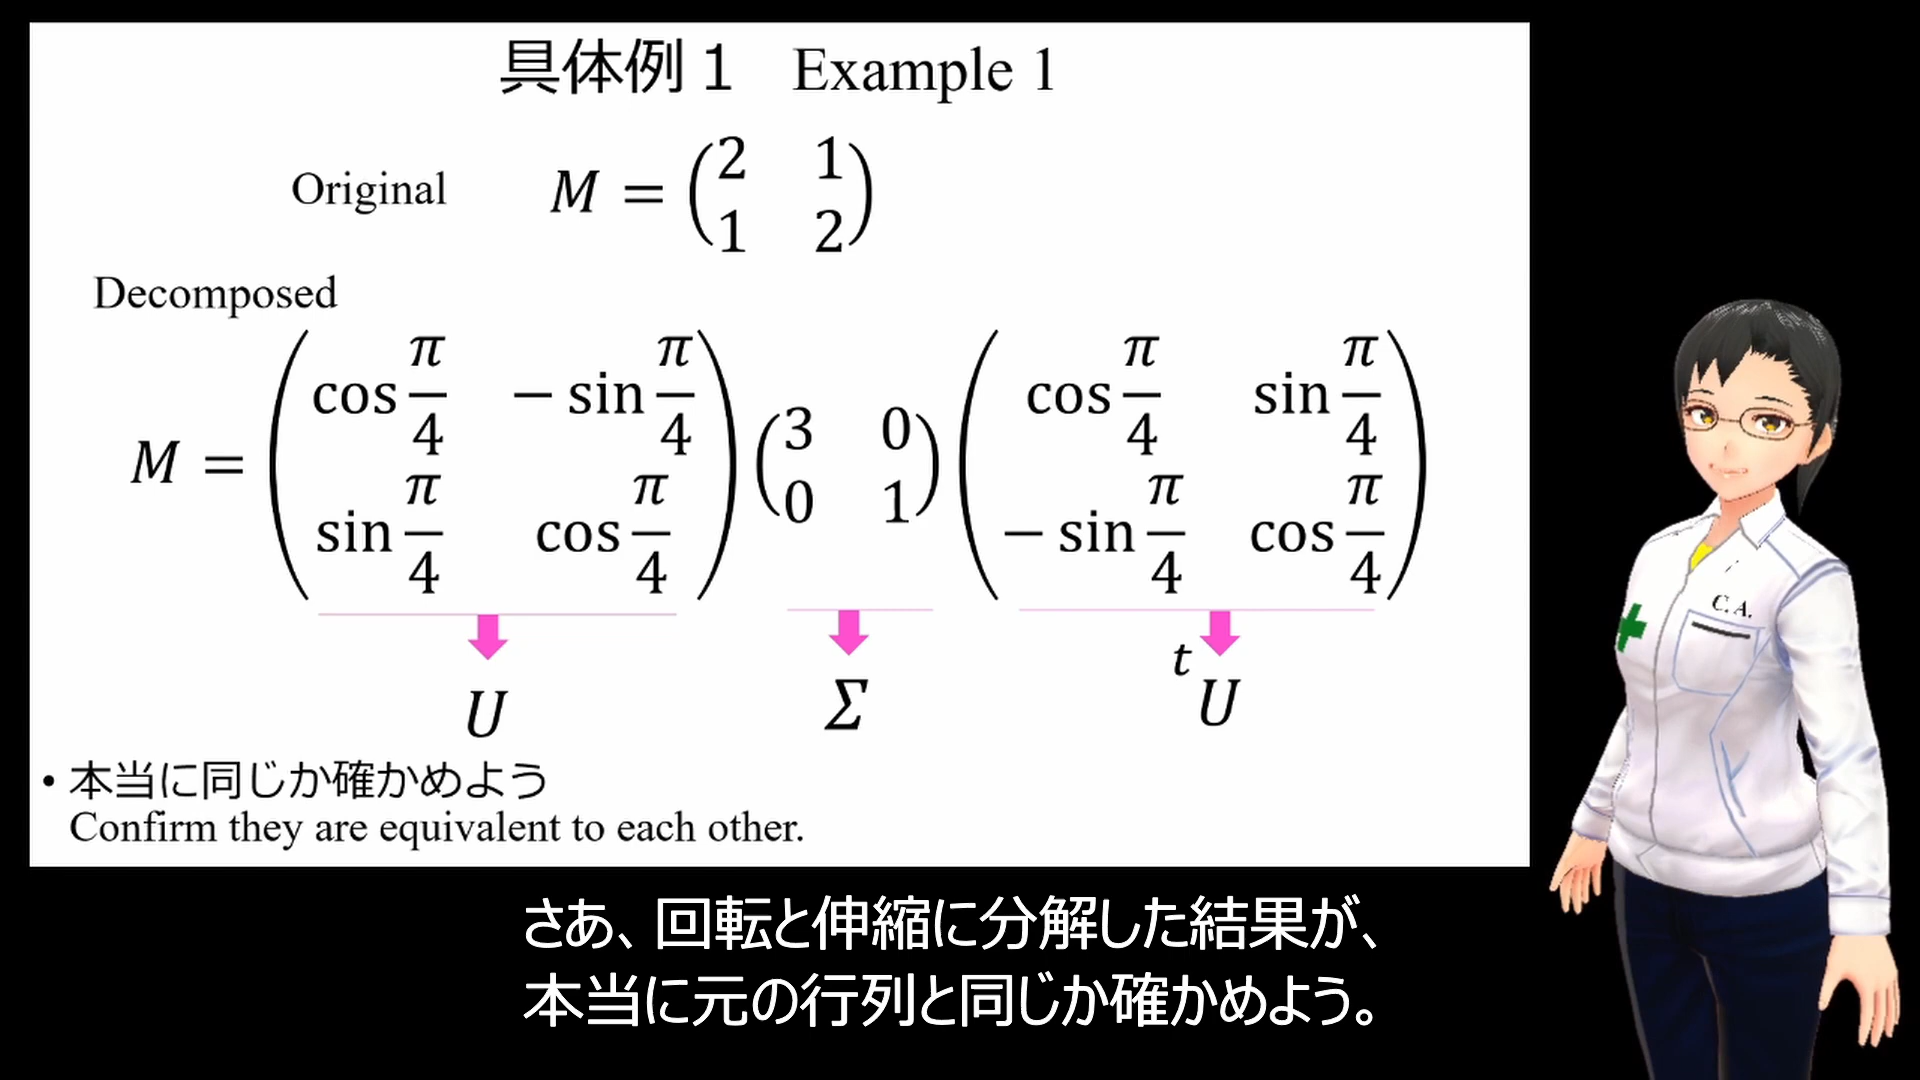 具体例１ Example 1
Original M = (2 1
1 2)
Decomposed
M = (cos π/4 − sin π/4
sin π/4 cos π/4) (3 0
0 1) (cos π/4 sin π/4
− sin π/4 cos π/4)
U Σ ᵗU
• 本当に同じか確かめよう
Confirm they are equivalent to each other.
C. A.
さあ、回転と伸縮に分解した結果が、
本当に元の行列と同じか確かめよう。